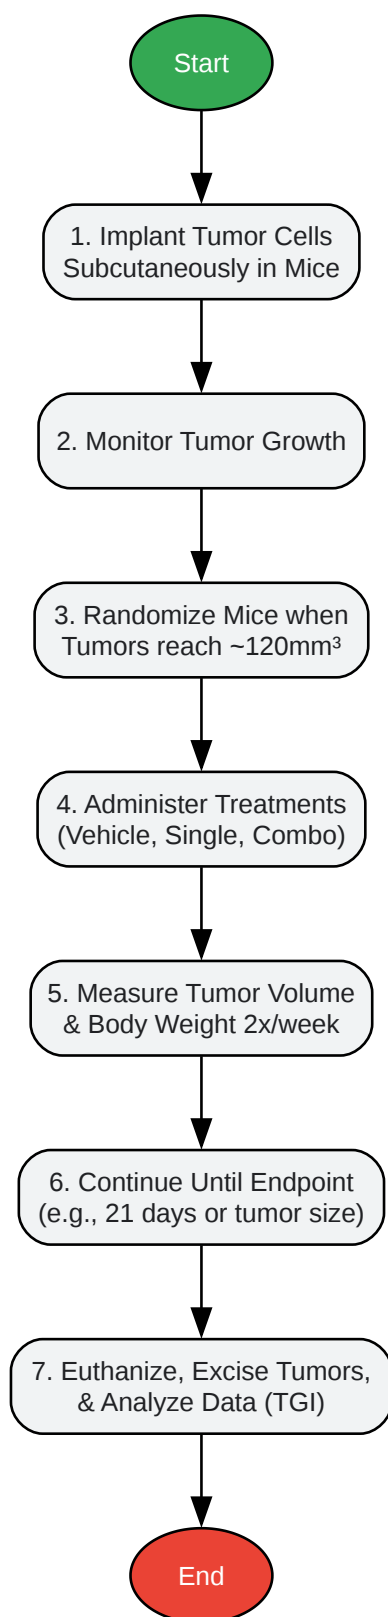 Start
1. Implant Tumor Cells
Subcutaneously in Mice
2. Monitor Tumor Growth
3. Randomize Mice when
Tumors reach ~120mm³
4. Administer Treatments
(Vehicle, Single, Combo)
5. Measure Tumor Volume
& Body Weight 2x/week
6. Continue Until Endpoint
(e.g., 21 days or tumor size)
7. Euthanize, Excise Tumors,
& Analyze Data (TGI)
End